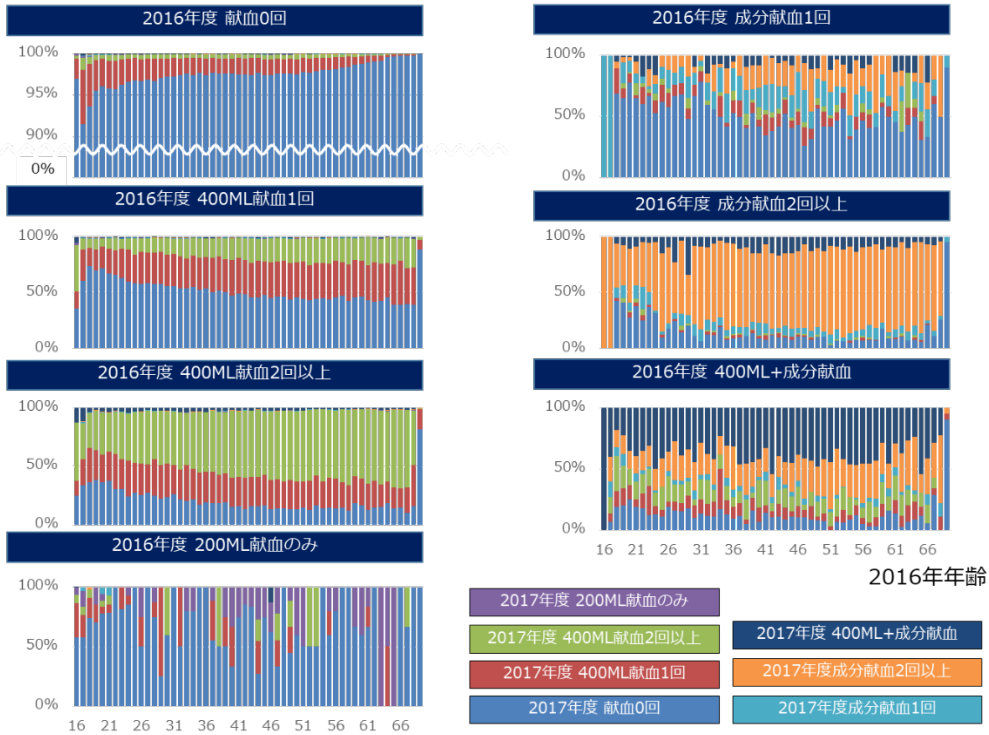 2016年度 献血0回
100%
95%
90%
0%
2016年度 400ML献血1回
100%
50%
0%
2016年度 400ML献血2回以上
100%
50%
0%
2016年度 200ML献血のみ
100%
50%
0%
16 21 26 31 36 41 46 51 56 61 66
2016年度 成分献血1回
100%
50%
0%
2016年度 成分献血2回以上
100%
50%
0%
2016年度 400ML+成分献血
100%
50%
0%
16 21 26 31 36 41 46 51 56 61 66
2016年年齢
2017年度 200ML献血のみ
2017年度 400ML献血2回以上
2017年度 400ML献血1回
2017年度 献血0回
2017年度 400ML+成分献血
2017年度成分献血2回以上
2017年度成分献血1回